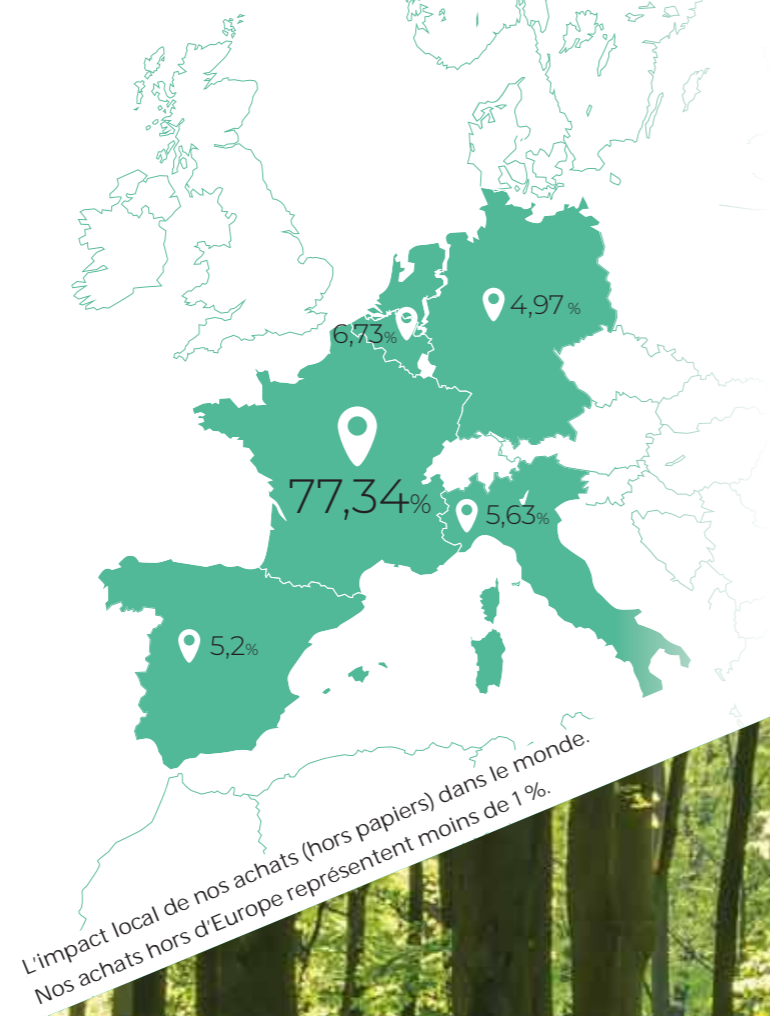 4,97 %
6,73%
77,34%
5,63%
5,2%
L'impact local de nos achats (hors papiers) dans le monde.
Nos achats hors d'Europe représentent moins de 1 %.